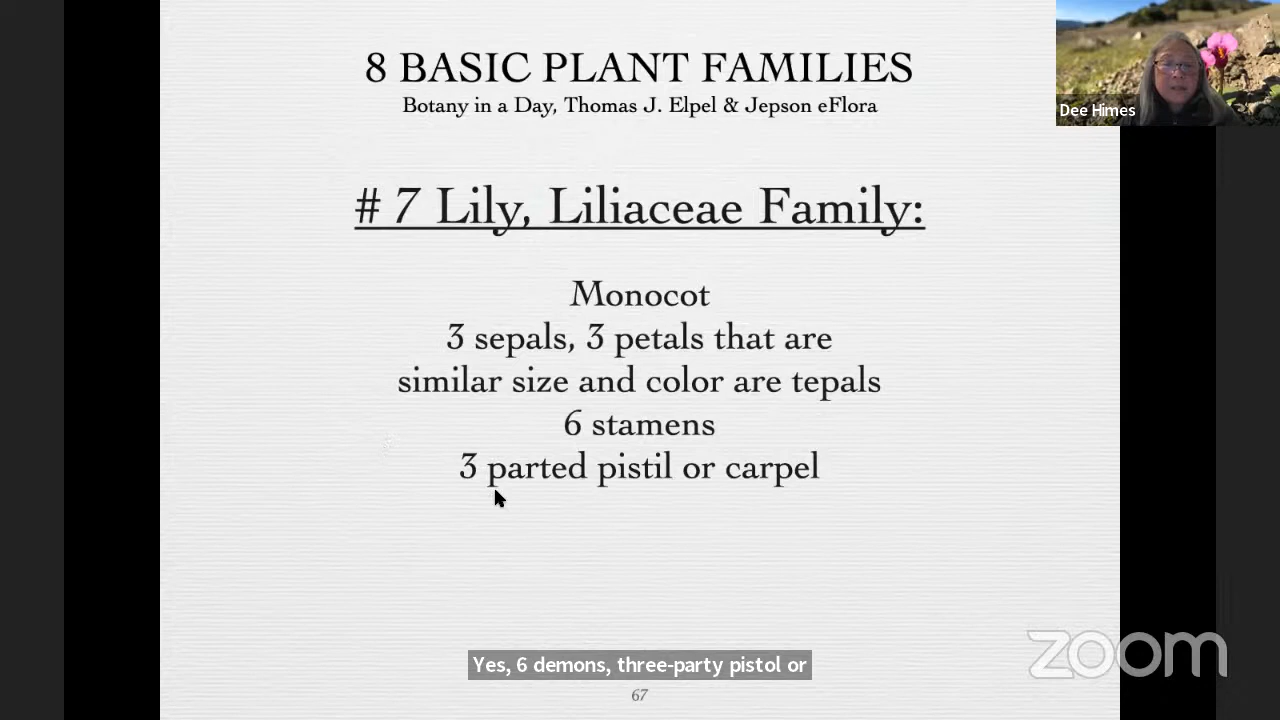 8 BASIC PLANT FAMILIES
Botany in a Day, Thomas J. Elpel & Jepson eFlora
Dee Himes
# 7 Lily, Liliaceae Family:
Monocot
3 sepals, 3 petals that are
similar size and color are tepals
6 stamens
3 parted pistil or carpel
zoom
Yes, 6 demons, three-party pistol or
67